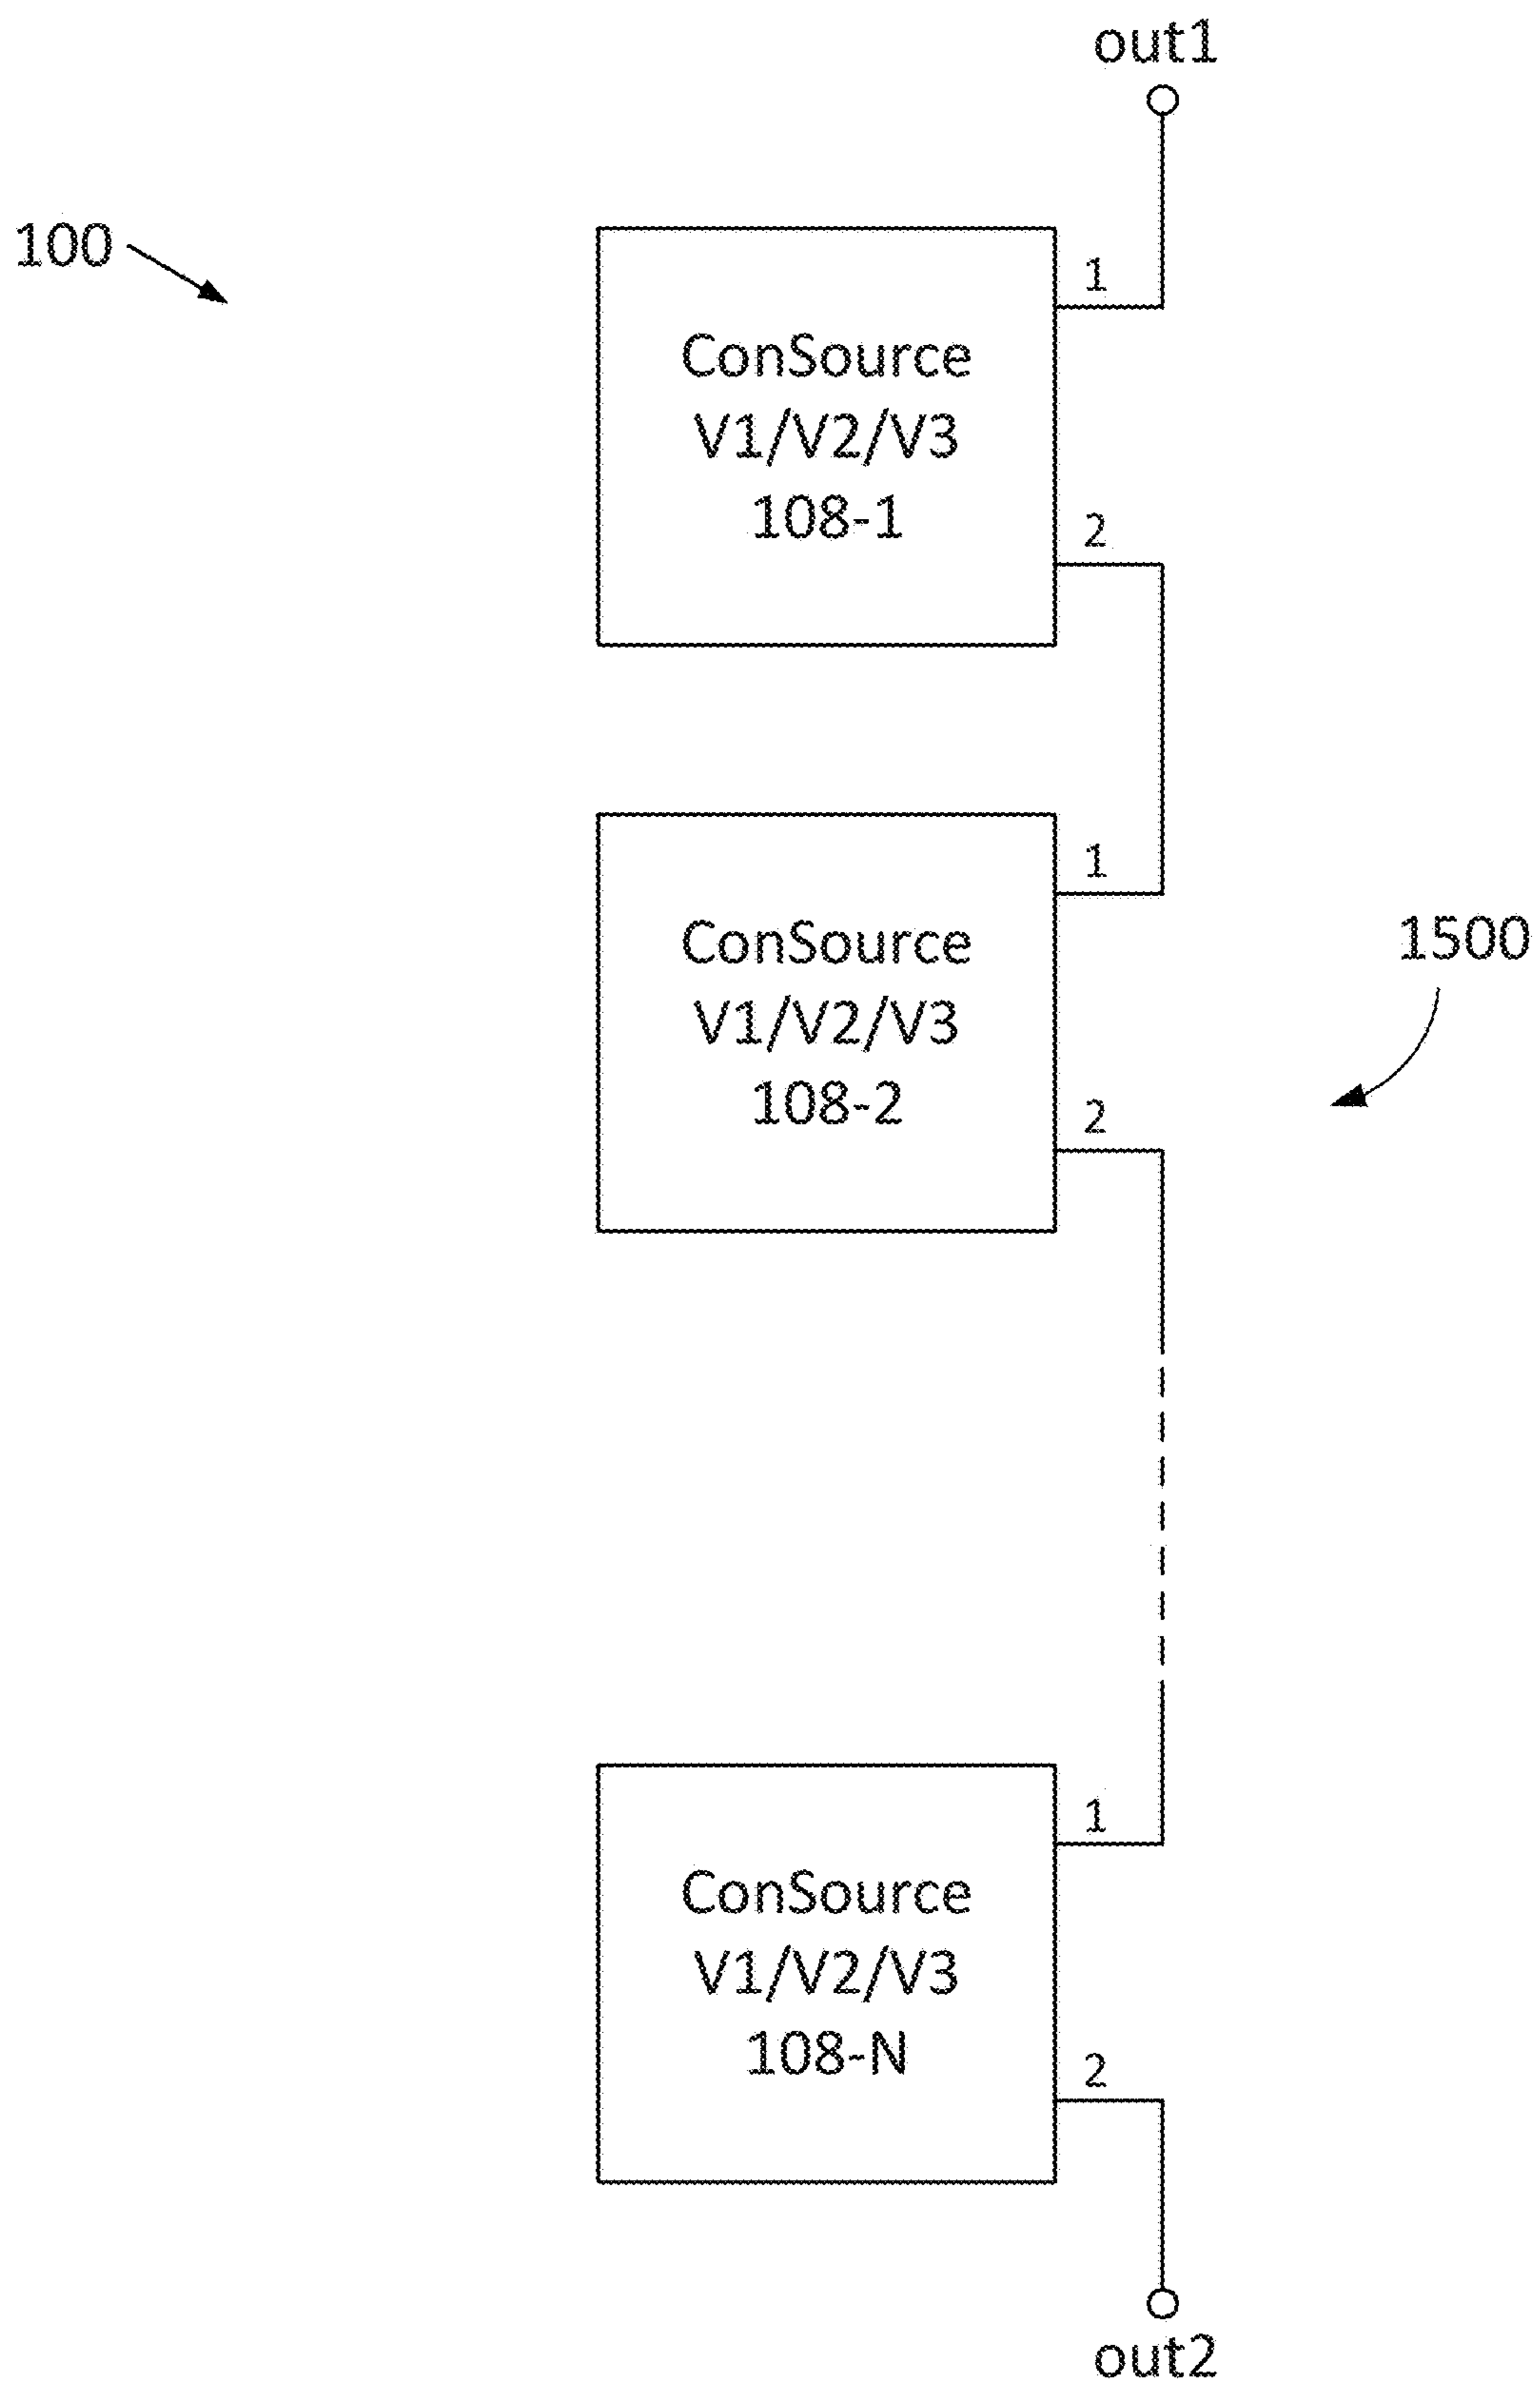 out1
100
1
ConSource
V1/V2/V3
108-1
2
1
ConSource
V1/V2/V3
108-2
2
1500
1
ConSource
V1/V2/V3
108-N
2
out2